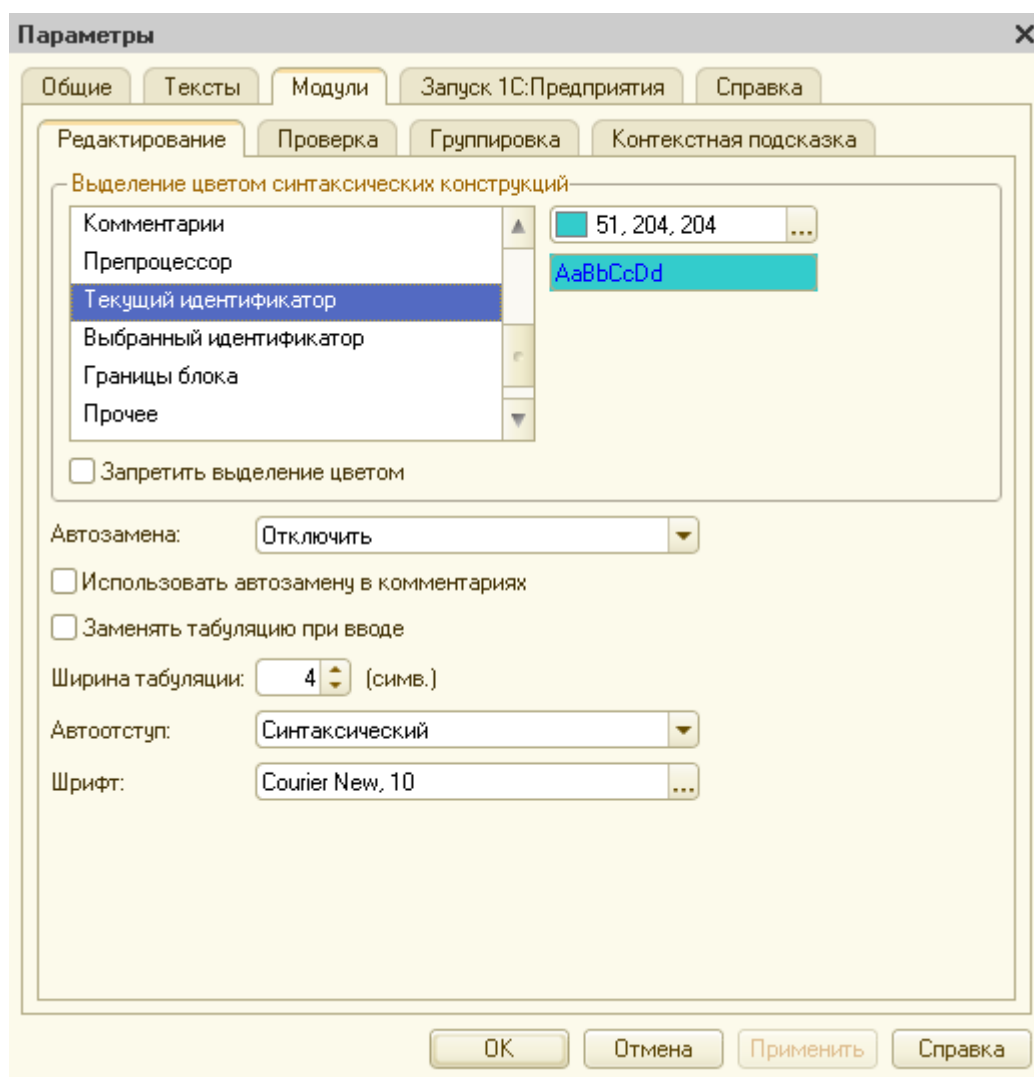 Параметры
Общие Тексты Модули Запуск 1С:Предприятия Справка
Редактирование Проверка Группировка Контекстная подсказка
Выделение цветом синтаксических конструкций
Комментарии
51, 204, 204 ...
Препроцессор
AaBbCcDd
Текущий идентификатор
Выбранный идентификатор
Границы блока
Прочее
Запретить выделение цветом
Автозамена: Отключить
Использовать автозамену в комментариях
Заменять табуляцию при вводе
Ширина табуляции: 4 (симв.)
Автоотступ: Синтаксический
Шрифт: Courier New, 10 ...
OK Отмена Применить Справка